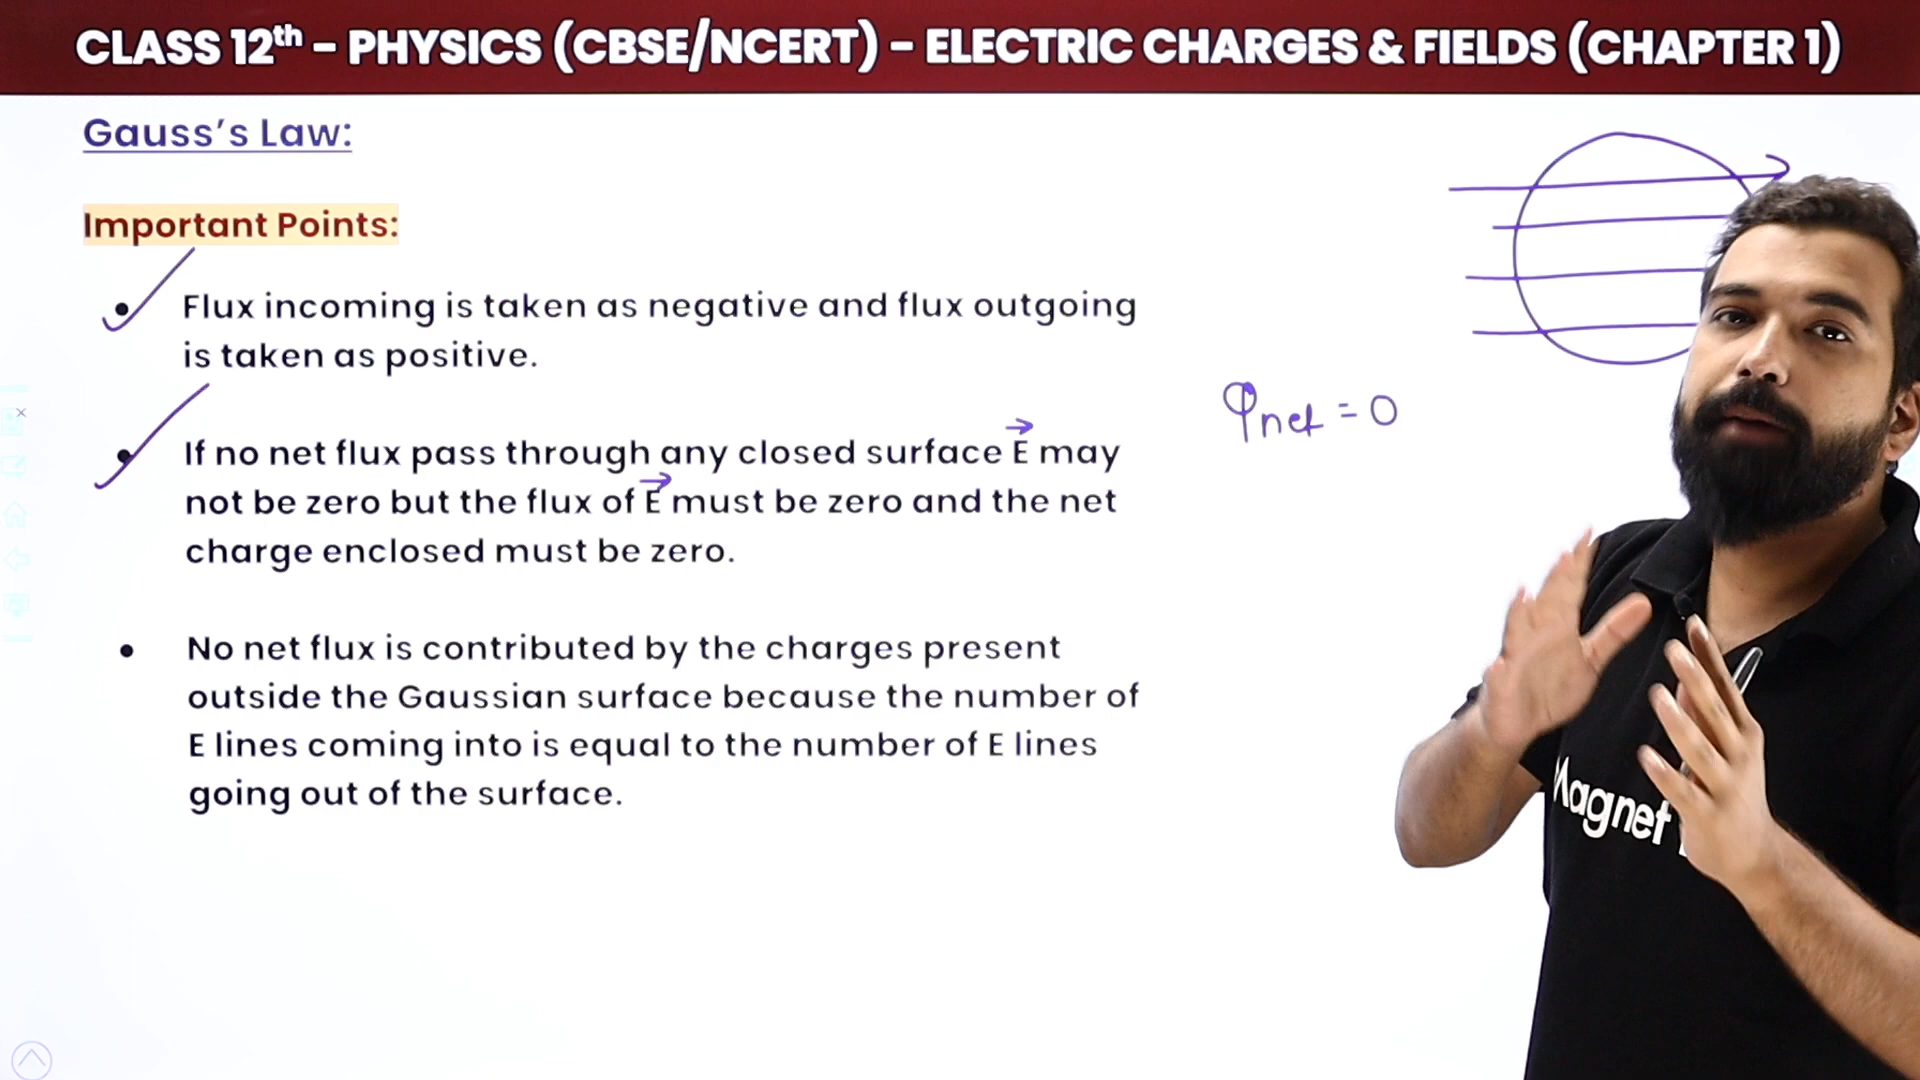 CLASS 12th – PHYSICS (CBSE/NCERT) – ELECTRIC CHARGES & FIELDS (CHAPTER 1)
Gauss's Law:
Important Points:
• Flux incoming is taken as negative and flux outgoing
is taken as positive.
• If no net flux pass through any closed surface E⃗ may
not be zero but the flux of E⃗ must be zero and the net
charge enclosed must be zero.
• No net flux is contributed by the charges present
outside the Gaussian surface because the number of
E lines coming into is equal to the number of E lines
going out of the surface.
φnet = 0
Magnet